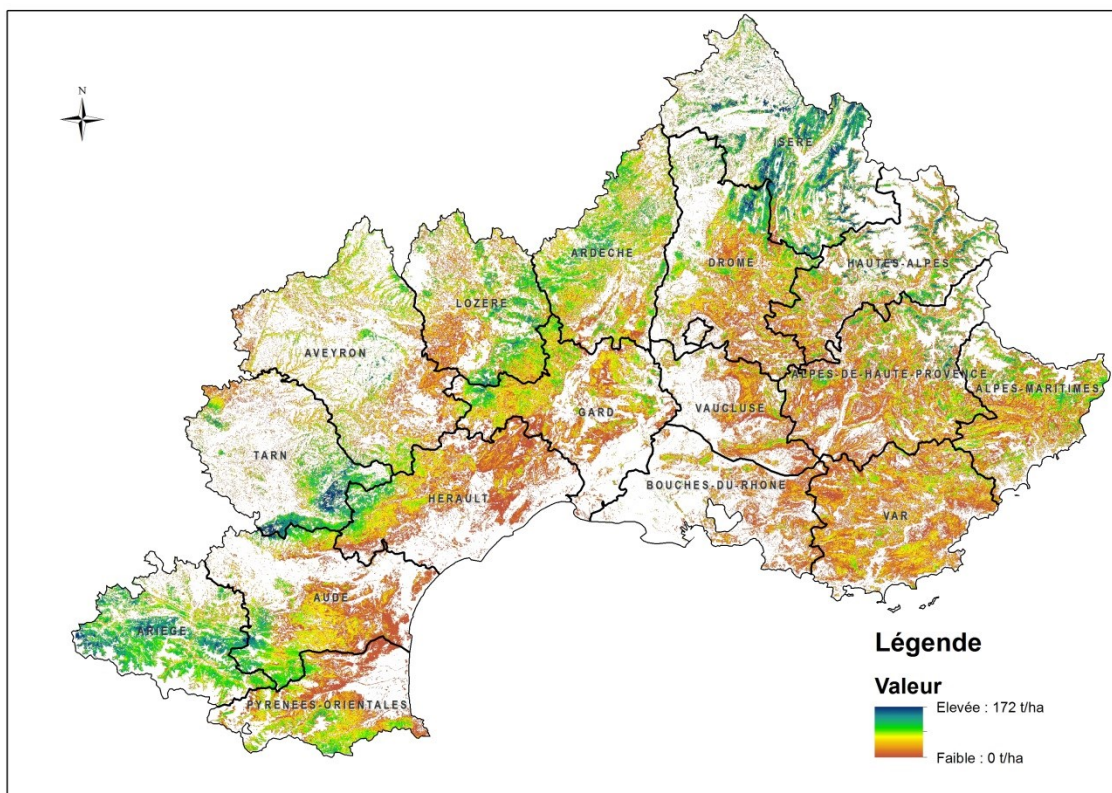 N
ISERE
ARDECHE
DROME
HAUTES-ALPES
LOZERE
AVEYRON
ALPES-DE-HAUTE-PROVENCE
ALPES-MARITIMES
VAUCLUSE
GARD
TARN
BOUCHES-DU-RHONE
HERAULT
VAR
AUDE
ARIEGE
PYRENEES-ORIENTALES
Légende
Valeur
Elevée : 172 t/ha
Faible : 0 t/ha